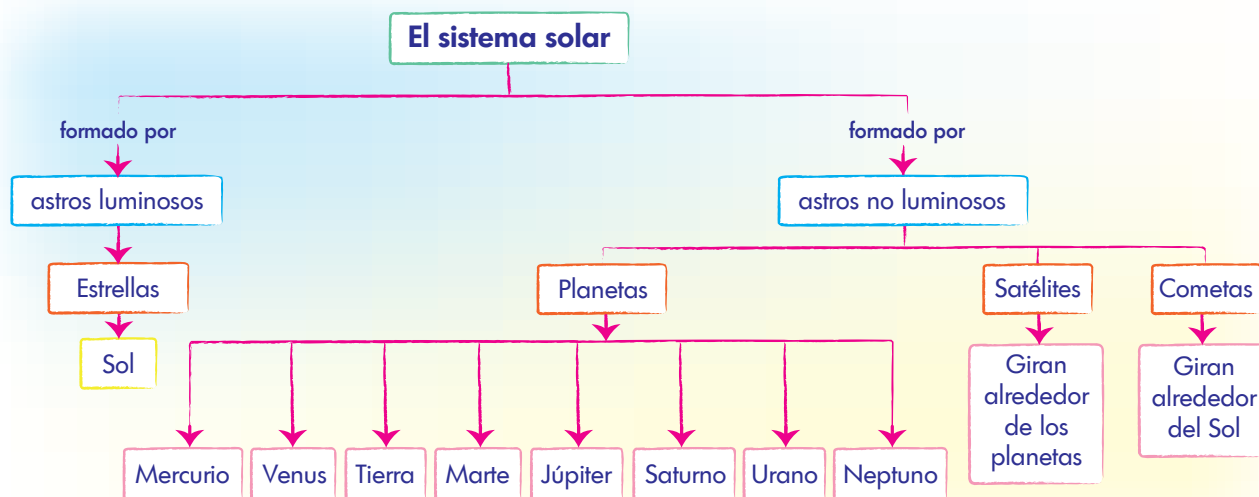 El sistema solar
formado por
formado por
astros luminosos
astros no luminosos
Estrellas
Planetas
Satélites
Cometas
Sol
Giran
alrededor
de los
planetas
Giran
alrededor
del Sol
Mercurio
Venus
Tierra
Marte
Júpiter
Saturno
Urano
Neptuno